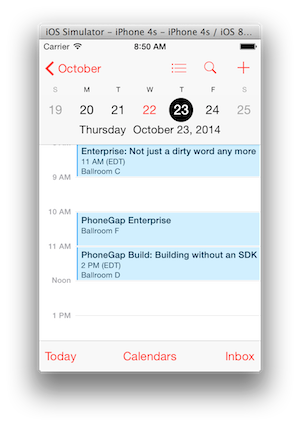 iOS Simulator - iPhone 4s - iPhone 4s / iOS 8...
Carrier 8:50 AM
October
S M T W T F S
19 20 21 22 23 24 25
Thursday October 23, 2014
Enterprise: Not just a dirty word any more
11 AM (EDT)
Ballroom C
9 AM
10 AM
PhoneGap Enterprise
Ballroom F
11 AM
PhoneGap Build: Building without an SDK
2 PM (EDT)
Ballroom D
Noon
1 PM
Today Calendars Inbox